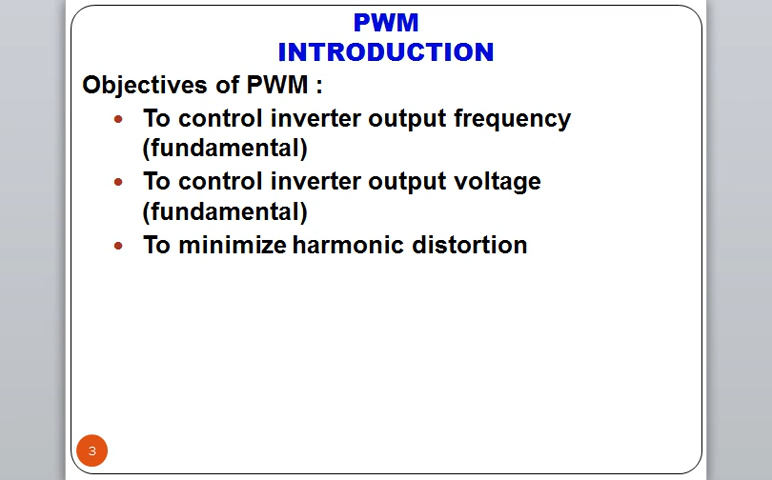 PWM
INTRODUCTION
Objectives of PWM :
• To control inverter output frequency
(fundamental)
• To control inverter output voltage
(fundamental)
• To minimize harmonic distortion
3